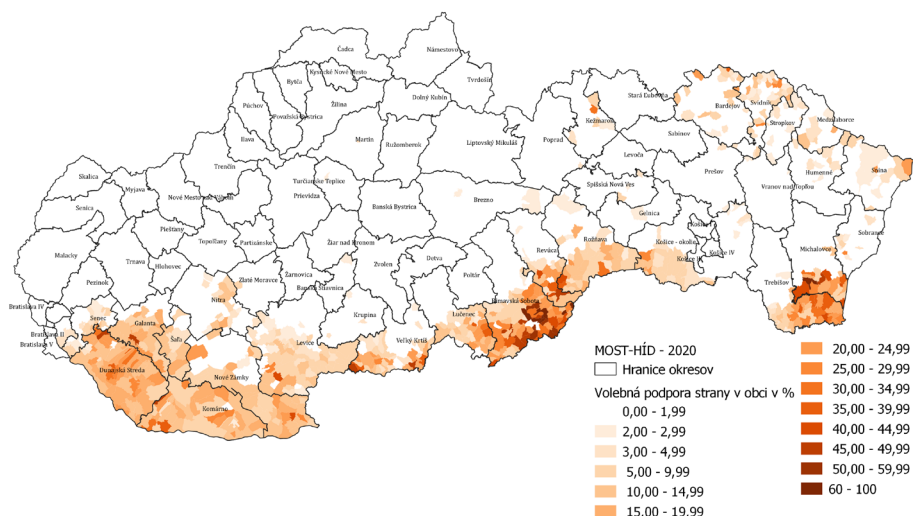 Čadca
Námestovo
Kysucké Nové Mesto
Bytča
Tvrdošín
Dolný Kubín
Stará Ľubovňa
Púchov
Žilina
Bardejov
Svidník
Považská Bystrica
Kežmarok
Stropkov
Medzilaborce
Ilava
Martin
Ružomberok
Liptovský Mikuláš
Poprad
Sabinov
Levoča
Trenčín
Prešov
Humenné
Snina
Skalica
Turčianske Teplice
Spišská Nová Ves
Vranov nad Topľou
Myjava
Nové Mesto nad Váhom
Prievidza
Banská Bystrica
Brezno
Senica
Gelnica
Košice I
Sobrance
Piešťany
Topoľčany
Partizánske
Žiar nad Hronom
Revúca
Rožňava
Košice - okolie
Košice IV
Michalovce
Malacky
Trnava
Hlohovec
Detva
Zvolen
Košice II
Pezinok
Zlaté Moravce
Žarnovica
Poltár
Trebišov
Banská Štiavnica
Nitra
Rimavská Sobota
Bratislava IV
Senec
Galanta
Krupina
Lučenec
Bratislava II
Šaľa
Levice
Veľký Krtíš
Bratislava V
Dunajská Streda
Nové Zámky
Komárno
MOST-HÍD - 2020
Hranice okresov
Volebná podpora strany v obci v %
0,00 - 1,99
2,00 - 2,99
3,00 - 4,99
5,00 - 9,99
10,00 - 14,99
15,00 - 19,99
20,00 - 24,99
25,00 - 29,99
30,00 - 34,99
35,00 - 39,99
40,00 - 44,99
45,00 - 49,99
50,00 - 59,99
60 - 100